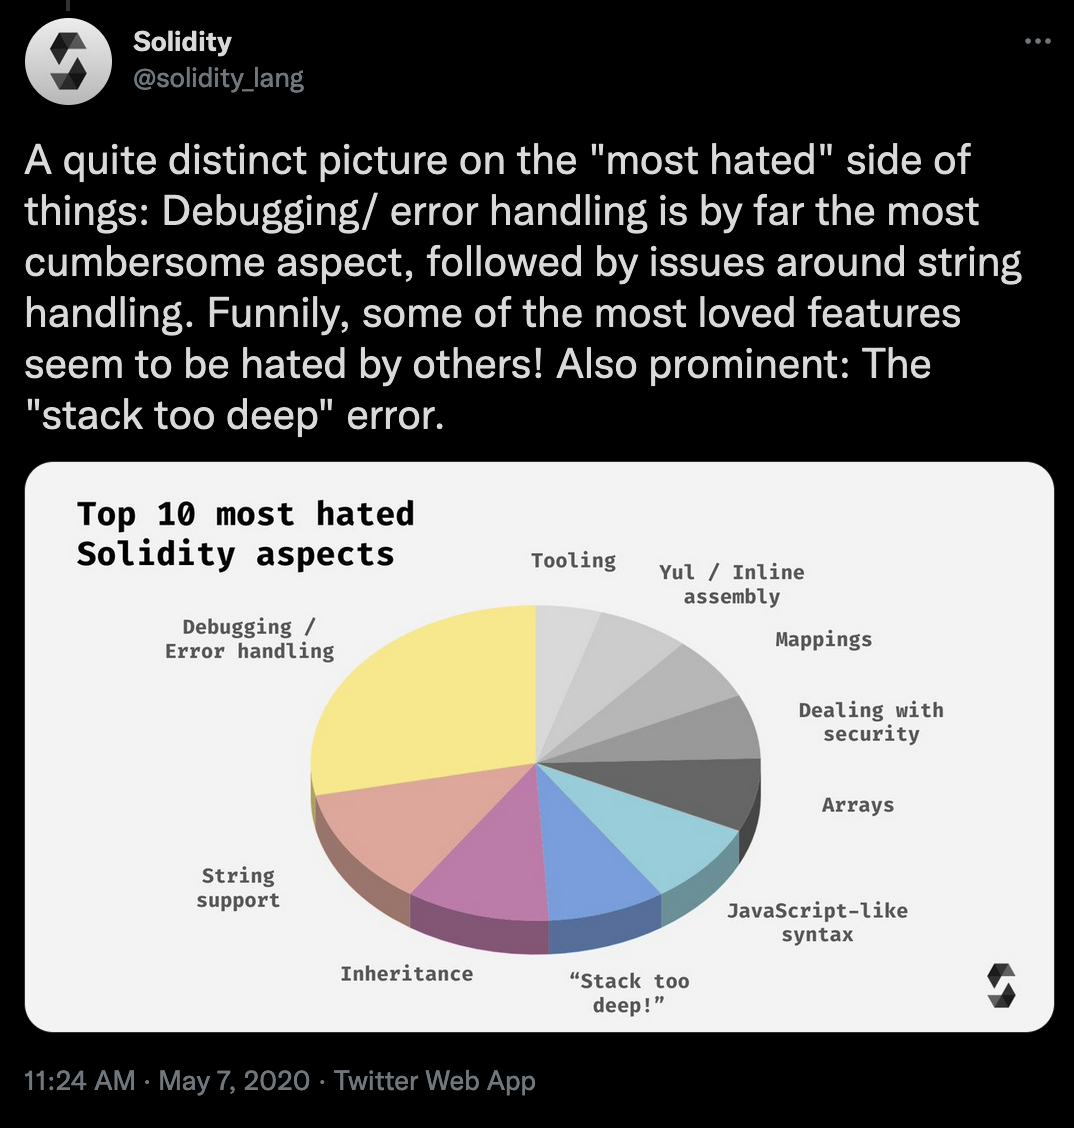 Solidity
@solidity_lang
A quite distinct picture on the "most hated" side of
things: Debugging/ error handling is by far the most
cumbersome aspect, followed by issues around string
handling. Funnily, some of the most loved features
seem to be hated by others! Also prominent: The
"stack too deep" error.
Top 10 most hated
Solidity aspects
Tooling
Yul / Inline
assembly
Mappings
Debugging /
Error handling
Dealing with
security
Arrays
String
support
JavaScript-like
syntax
Inheritance
“Stack too
deep!”
11:24 AM · May 7, 2020 · Twitter Web App